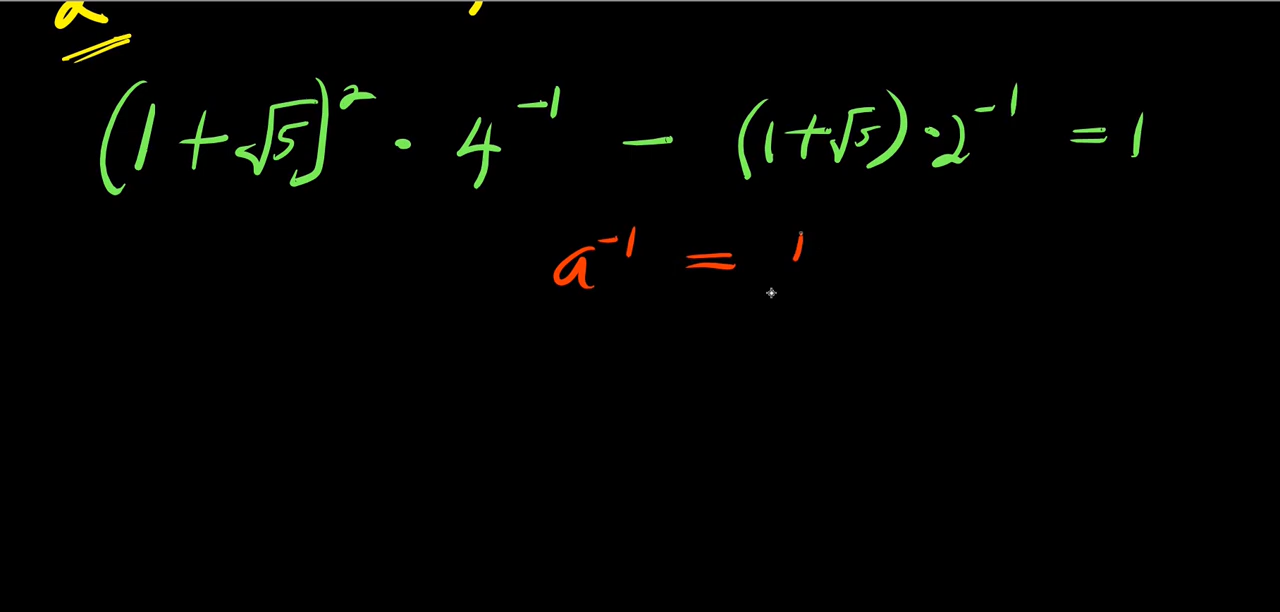 (1 + √5)² · 4⁻¹ − (1 + √5) · 2⁻¹ = 1
a⁻¹ = 1